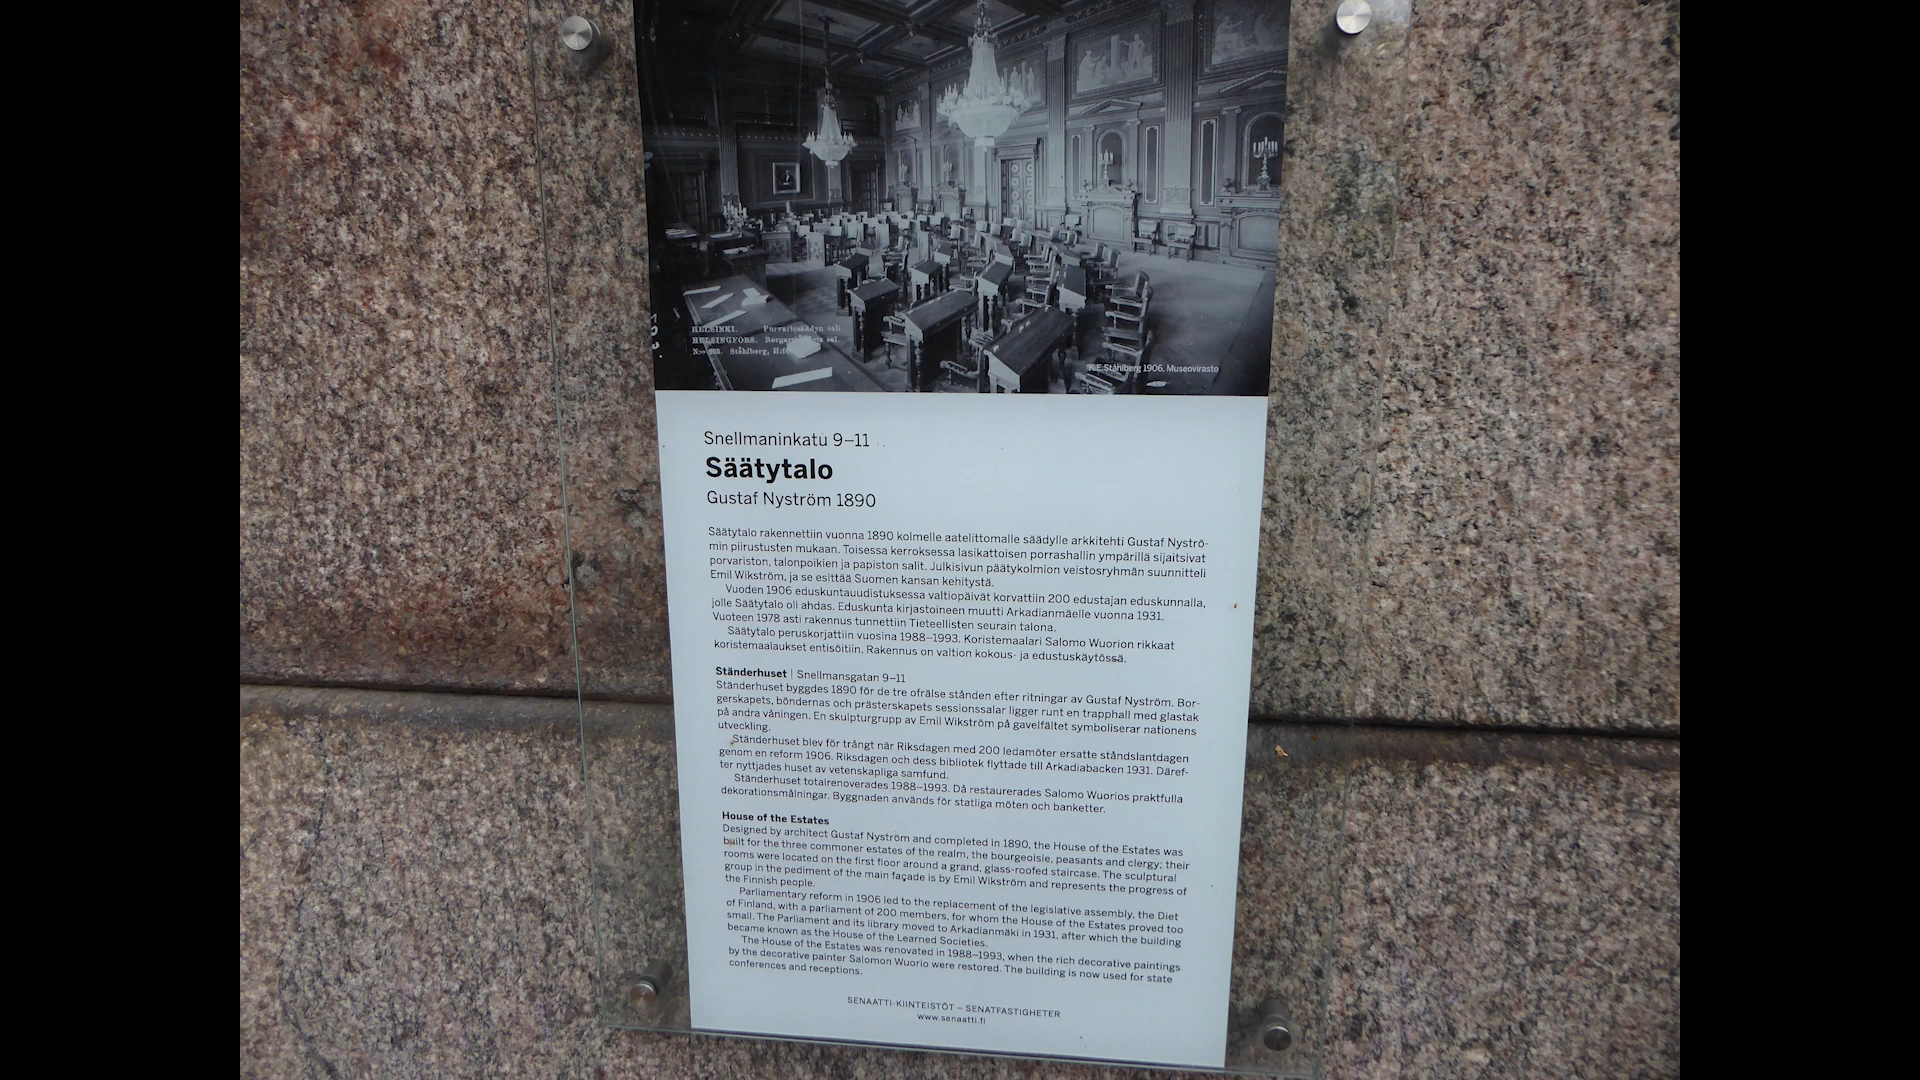 HELSINKI. Porvarissäädyn sali.
HELSINGFORS. sal.
Ståhlberg,
K.E.Ståhlberg 1906, Museovirasto
Snellmaninkatu 9–11
Säätytalo
Gustaf Nyström 1890
Säätytalo rakennettiin vuonna 1890 kolmelle aatelittomalle säädylle arkkitehti Gustaf Nyströ-
min piirustusten mukaan. Toisessa kerroksessa lasikattoisen porrashallin ympärillä sijaitsivat
porvariston, talonpoikien ja papiston salit. Julkisivun päätykolmion veistosryhmän suunnitteli
Emil Wikström, ja se esittää Suomen kansan kehitystä.
Vuoden 1906 eduskuntauudistuksessa valtiopäivät korvattiin 200 edustajan eduskunnalla,
jolle Säätytalo oli ahdas. Eduskunta kirjastoineen muutti Arkadianmäelle vuonna 1931.
Vuoteen 1978 asti rakennus tunnettiin Tieteellisten seurain talona.
Säätytalo peruskorjattiin vuosina 1988–1993. Koristemaalari Salomo Wuorion rikkaat
koristemaalaukset entisöitiin. Rakennus on valtion kokous- ja edustuskäytössä.
Ständerhuset | Snellmansgatan 9–11
Ständerhuset byggdes 1890 för de tre ofrälse stånden efter ritningar av Gustaf Nyström. Bor-
gerskapets, böndernas och prästerskapets sessionssalar ligger runt en trapphall med glastak
på andra våningen. En skulpturgrupp av Emil Wikström på gavelfältet symboliserar nationens
utveckling.
Ständerhuset blev för trångt när Riksdagen med 200 ledamöter ersatte ståndslantdagen
genom en reform 1906. Riksdagen och dess bibliotek flyttade till Arkadiabacken 1931. Däref-
ter nyttjades huset av vetenskapliga samfund.
Ständerhuset totalrenoverades 1988–1993. Då restaurerades Salomo Wuorios praktfulla
dekorationsmålningar. Byggnaden används för statliga möten och banketter.
House of the Estates
Designed by architect Gustaf Nyström and completed in 1890, the House of the Estates was
built for the three commoner estates of the realm, the bourgeoisie, peasants and clergy; their
rooms were located on the first floor around a grand, glass-roofed staircase. The sculptural
group in the pediment of the main façade is by Emil Wikström and represents the progress of
the Finnish people.
Parliamentary reform in 1906 led to the replacement of the legislative assembly, the Diet
of Finland, with a parliament of 200 members, for whom the House of the Estates proved too
small. The Parliament and its library moved to Arkadianmäki in 1931, after which the building
became known as the House of the Learned Societies.
The House of the Estates was renovated in 1988–1993, when the rich decorative paintings
by the decorative painter Salomon Wuorio were restored. The building is now used for state
conferences and receptions.
SENAATTI-KIINTEISTÖT – SENATFASTIGHETER
www.senaatti.fi